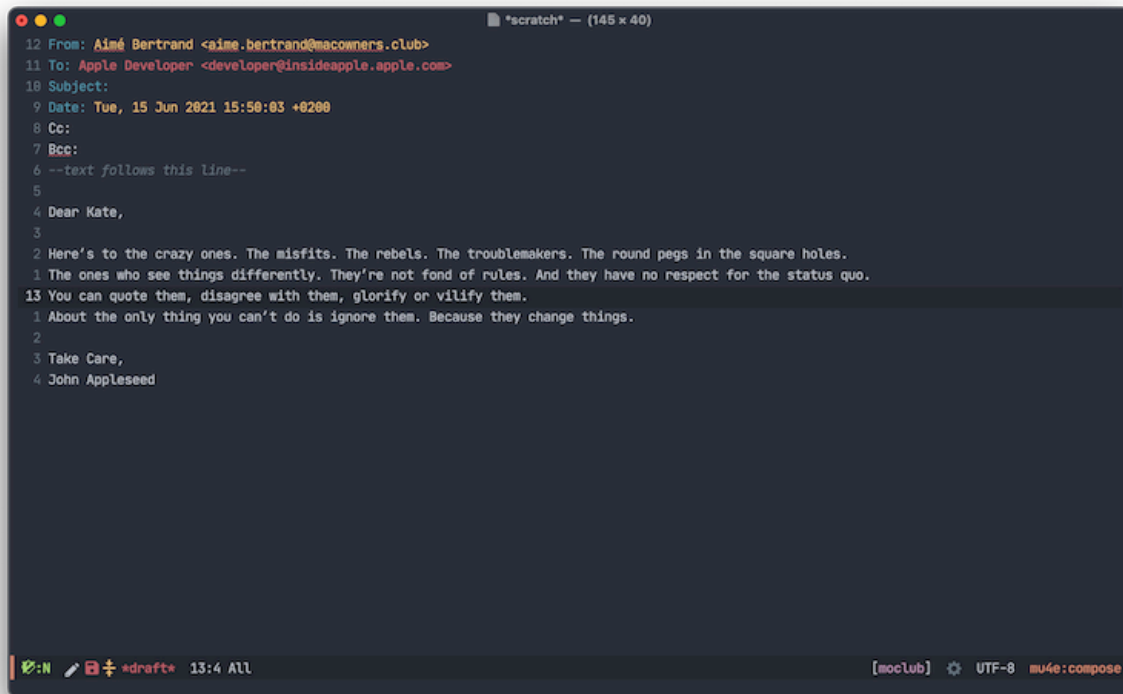 *scratch* — (145 × 40)
12 From: Aimé Bertrand <aime.bertrand@macowners.club>
11 To: Apple Developer <developer@insideapple.apple.com>
10 Subject:
9 Date: Tue, 15 Jun 2021 15:50:03 +0200
8 Cc:
7 Bcc:
6 --text follows this line--
5
4 Dear Kate,
3
2 Here’s to the crazy ones. The misfits. The rebels. The troublemakers. The round pegs in the square holes.
1 The ones who see things differently. They’re not fond of rules. And they have no respect for the status quo.
13 You can quote them, disagree with them, glorify or vilify them.
1 About the only thing you can’t do is ignore them. Because they change things.
2
3 Take Care,
4 John Appleseed
:N *draft* 13:4 All [moclub] UTF-8 mu4e:compose